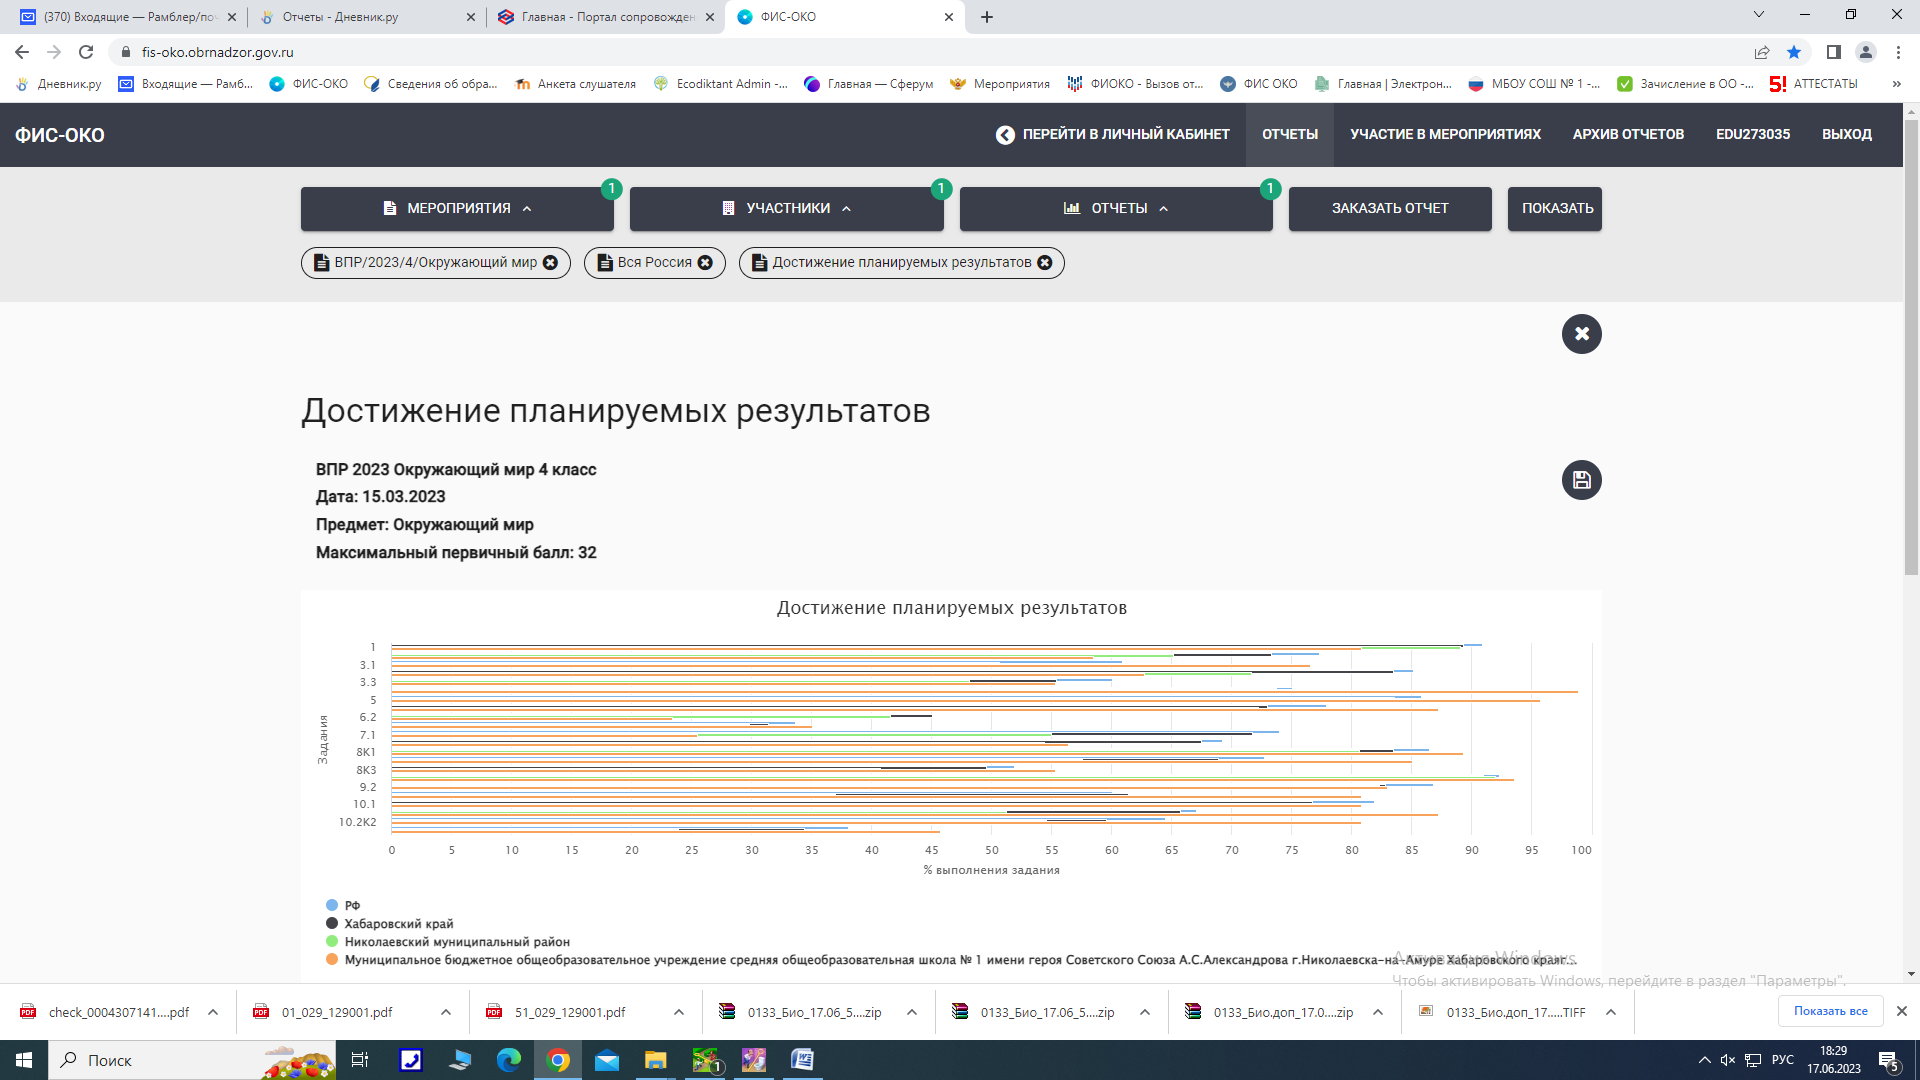 (370) Входящие — Рамблер/по
Отчеты - Дневник.ру
Главная - Портал сопровожден
ФИС-ОКО
fis-oko.obrnadzor.gov.ru
Дневник.ру
Входящие — Рамб...
ФИС-ОКО
Сведения об обра...
Анкета слушателя
Ecodiktant Admin -...
Главная — Сферум
Мероприятия
ФИОКО - Вызов от...
ФИС ОКО
Главная | Электрон...
МБОУ СОШ № 1 -...
Зачисление в ОО -...
АТТЕСТАТЫ
ФИС-ОКО
ПЕРЕЙТИ В ЛИЧНЫЙ КАБИНЕТ
ОТЧЕТЫ
УЧАСТИЕ В МЕРОПРИЯТИЯХ
АРХИВ ОТЧЕТОВ
EDU273035
ВЫХОД
МЕРОПРИЯТИЯ
1
УЧАСТНИКИ
1
ОТЧЕТЫ
1
ЗАКАЗАТЬ ОТЧЕТ
ПОКАЗАТЬ
ВПР/2023/4/Окружающий мир
Вся Россия
Достижение планируемых результатов
Достижение планируемых результатов
ВПР 2023 Окружающий мир 4 класс
Дата: 15.03.2023
Предмет: Окружающий мир
Максимальный первичный балл: 32
Достижение планируемых результатов
Задания
1
3.1
3.3
5
6.2
7.1
8K1
8K3
9.2
10.1
10.2K2
0 5 10 15 20 25 30 35 40 45 50 55 60 65 70 75 80 85 90 95 100
% выполнения задания
РФ
Хабаровский край
Николаевский муниципальный район
Муниципальное бюджетное общеобразовательное учреждение средняя общеобразовательная школа № 1 имени героя Советского Союза А.С.Александрова г.Николаевска-на-Амуре Хабаровского краяг...
Активация Windows
Чтобы активировать Windows, перейдите в раздел "Параметры".
check_0004307141....pdf
01_029_129001.pdf
51_029_129001.pdf
0133_Био_17.06_5....zip
0133_Био_17.06_5....zip
0133_Био.доп_17.0....zip
0133_Био.доп_17.....TIFF
Показать все
Поиск
1
РУС
18:29
17.06.2023
5